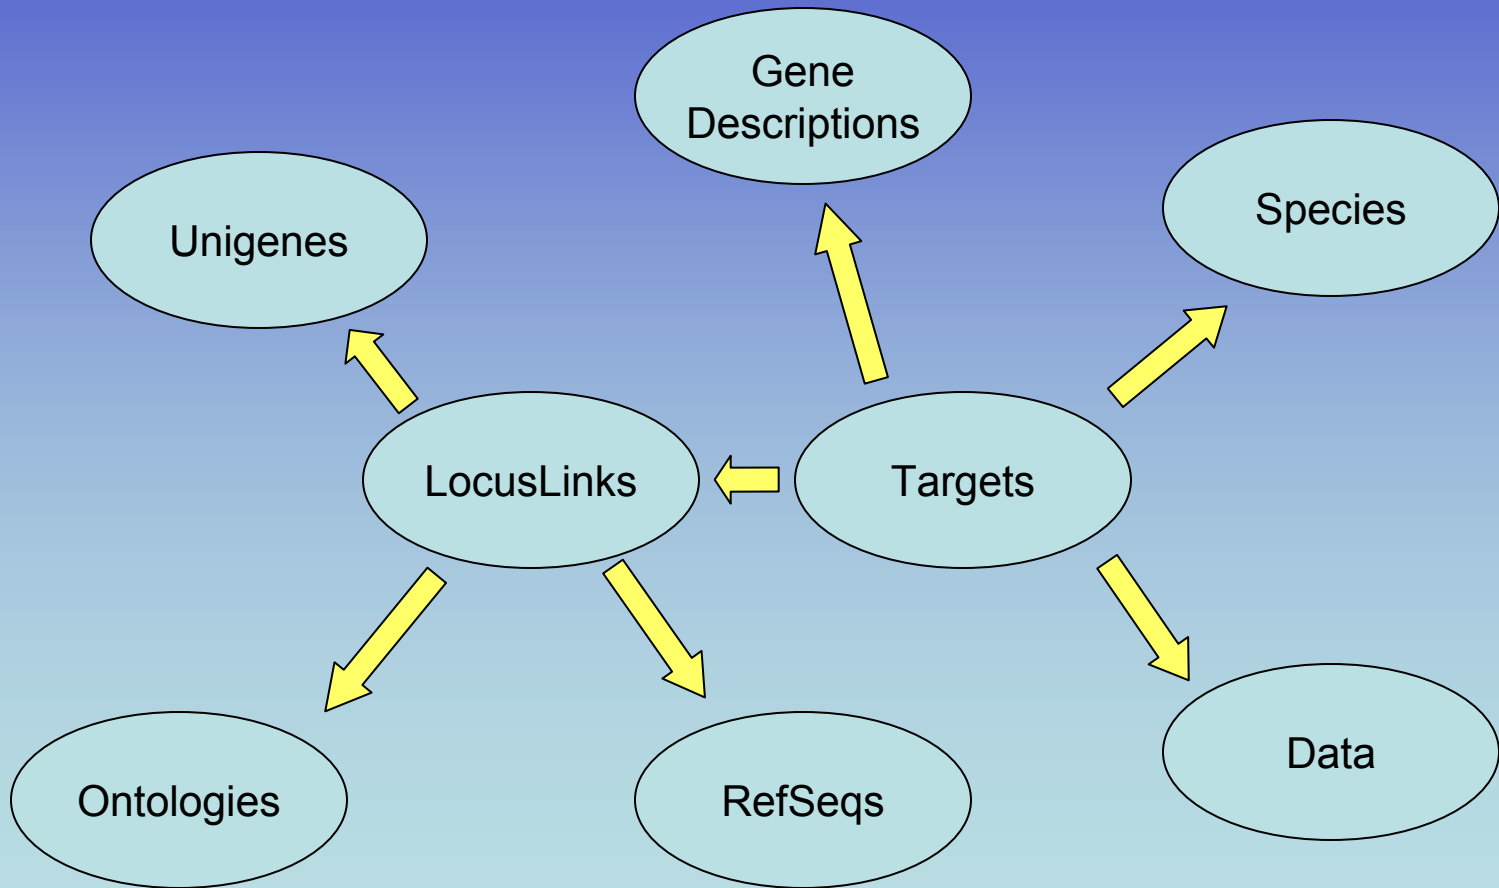 Gene
Descriptions
Species
Unigenes
LocusLinks
Targets
Data
Ontologies
RefSeqs